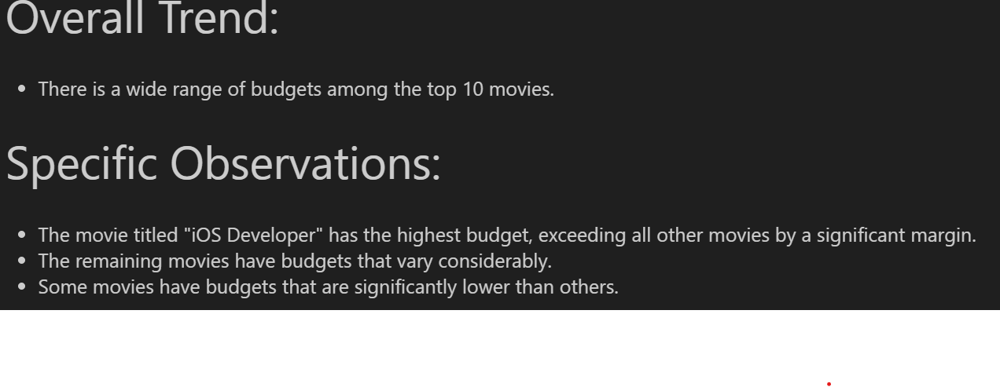 Overall Trend:
• There is a wide range of budgets among the top 10 movies.
Specific Observations:
• The movie titled "iOS Developer" has the highest budget, exceeding all other movies by a significant margin.
• The remaining movies have budgets that vary considerably.
• Some movies have budgets that are significantly lower than others.